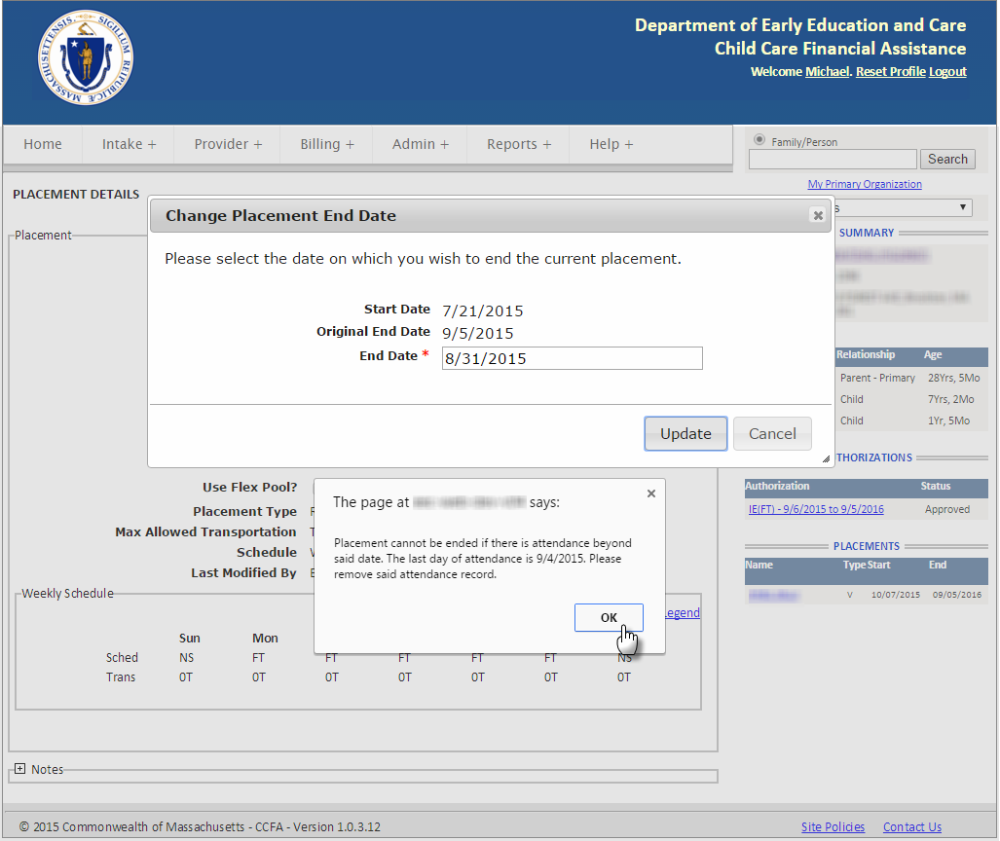 SIGILLUM REIPUBLICÆ MASSACHUSETTENSIS
Department of Early Education and Care
Child Care Financial Assistance
Welcome Michael. Reset Profile Logout
Home Intake + Provider + Billing + Admin + Reports + Help +
Family/Person
Search
My Primary Organization
PLACEMENT DETAILS
Placement
Change Placement End Date
Please select the date on which you wish to end the current placement.
Start Date 7/21/2015
Original End Date 9/5/2015
End Date * 8/31/2015
Update Cancel
Use Flex Pool?
Placement Type
Max Allowed Transportation
Schedule
Last Modified By
The page at says:
Placement cannot be ended if there is attendance beyond
said date. The last day of attendance is 9/4/2015. Please
remove said attendance record.
OK
Weekly Schedule
egend
Sun Mon
Sched NS FT FT FT FT FT NS
Trans 0T 0T 0T 0T 0T 0T 0T
Notes
s
SUMMARY
Relationship Age
Parent - Primary 28Yrs, 5Mo
Child 7Yrs, 2Mo
Child 1Yr, 5Mo
THORIZATIONS
Authorization Status
IE(FT) - 9/6/2015 to 9/5/2016 Approved
PLACEMENTS
Name Type Start End
V 10/07/2015 09/05/2016
© 2015 Commonwealth of Massachusetts - CCFA - Version 1.0.3.12
Site Policies Contact Us